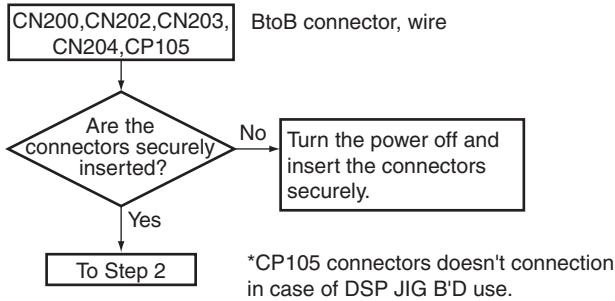 CN200,CN202,CN203,
CN204,CP105
BtoB connector, wire
Are the
connectors securely
inserted?
No
Turn the power off and
insert the connectors
securely.
Yes
To Step 2
*CP105 connectors doesn't connection
in case of DSP JIG B'D use.